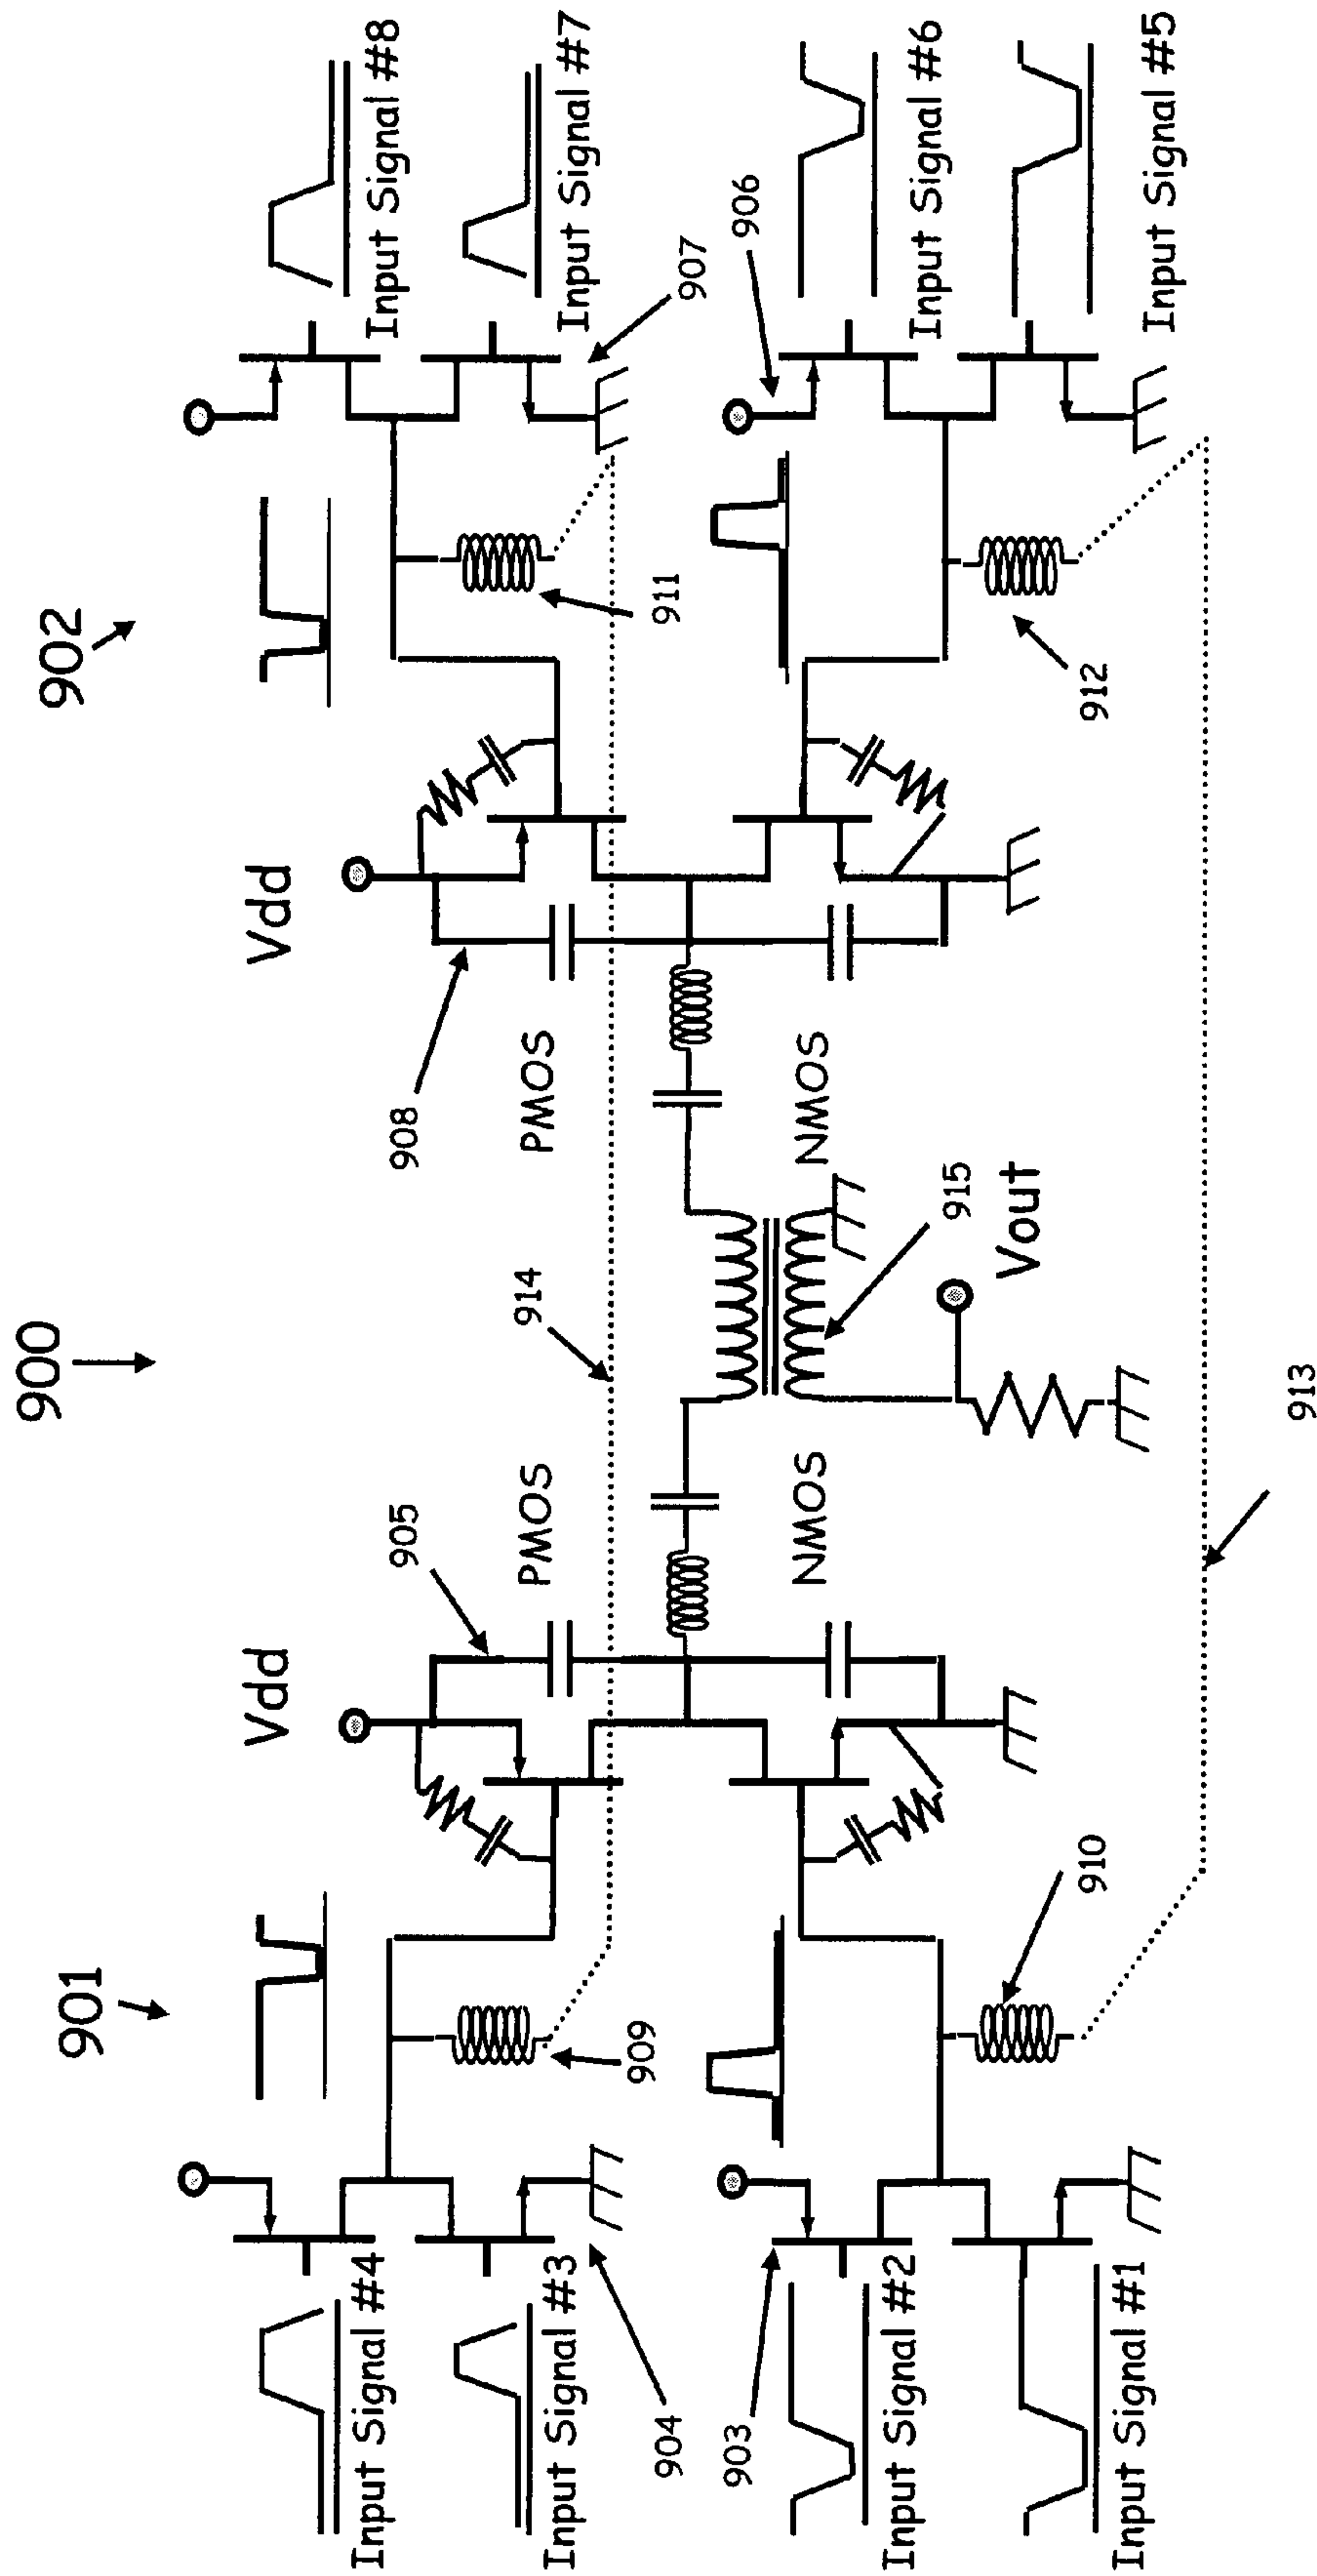 900
901
902
Vdd
Vdd
905
908
PMOS
PMOS
914
909
911
904
907
Input Signal #4
Input Signal #8
Input Signal #3
Input Signal #7
903
906
NMOS
NMOS
915
Vout
910
912
Input Signal #2
Input Signal #6
Input Signal #1
Input Signal #5
913